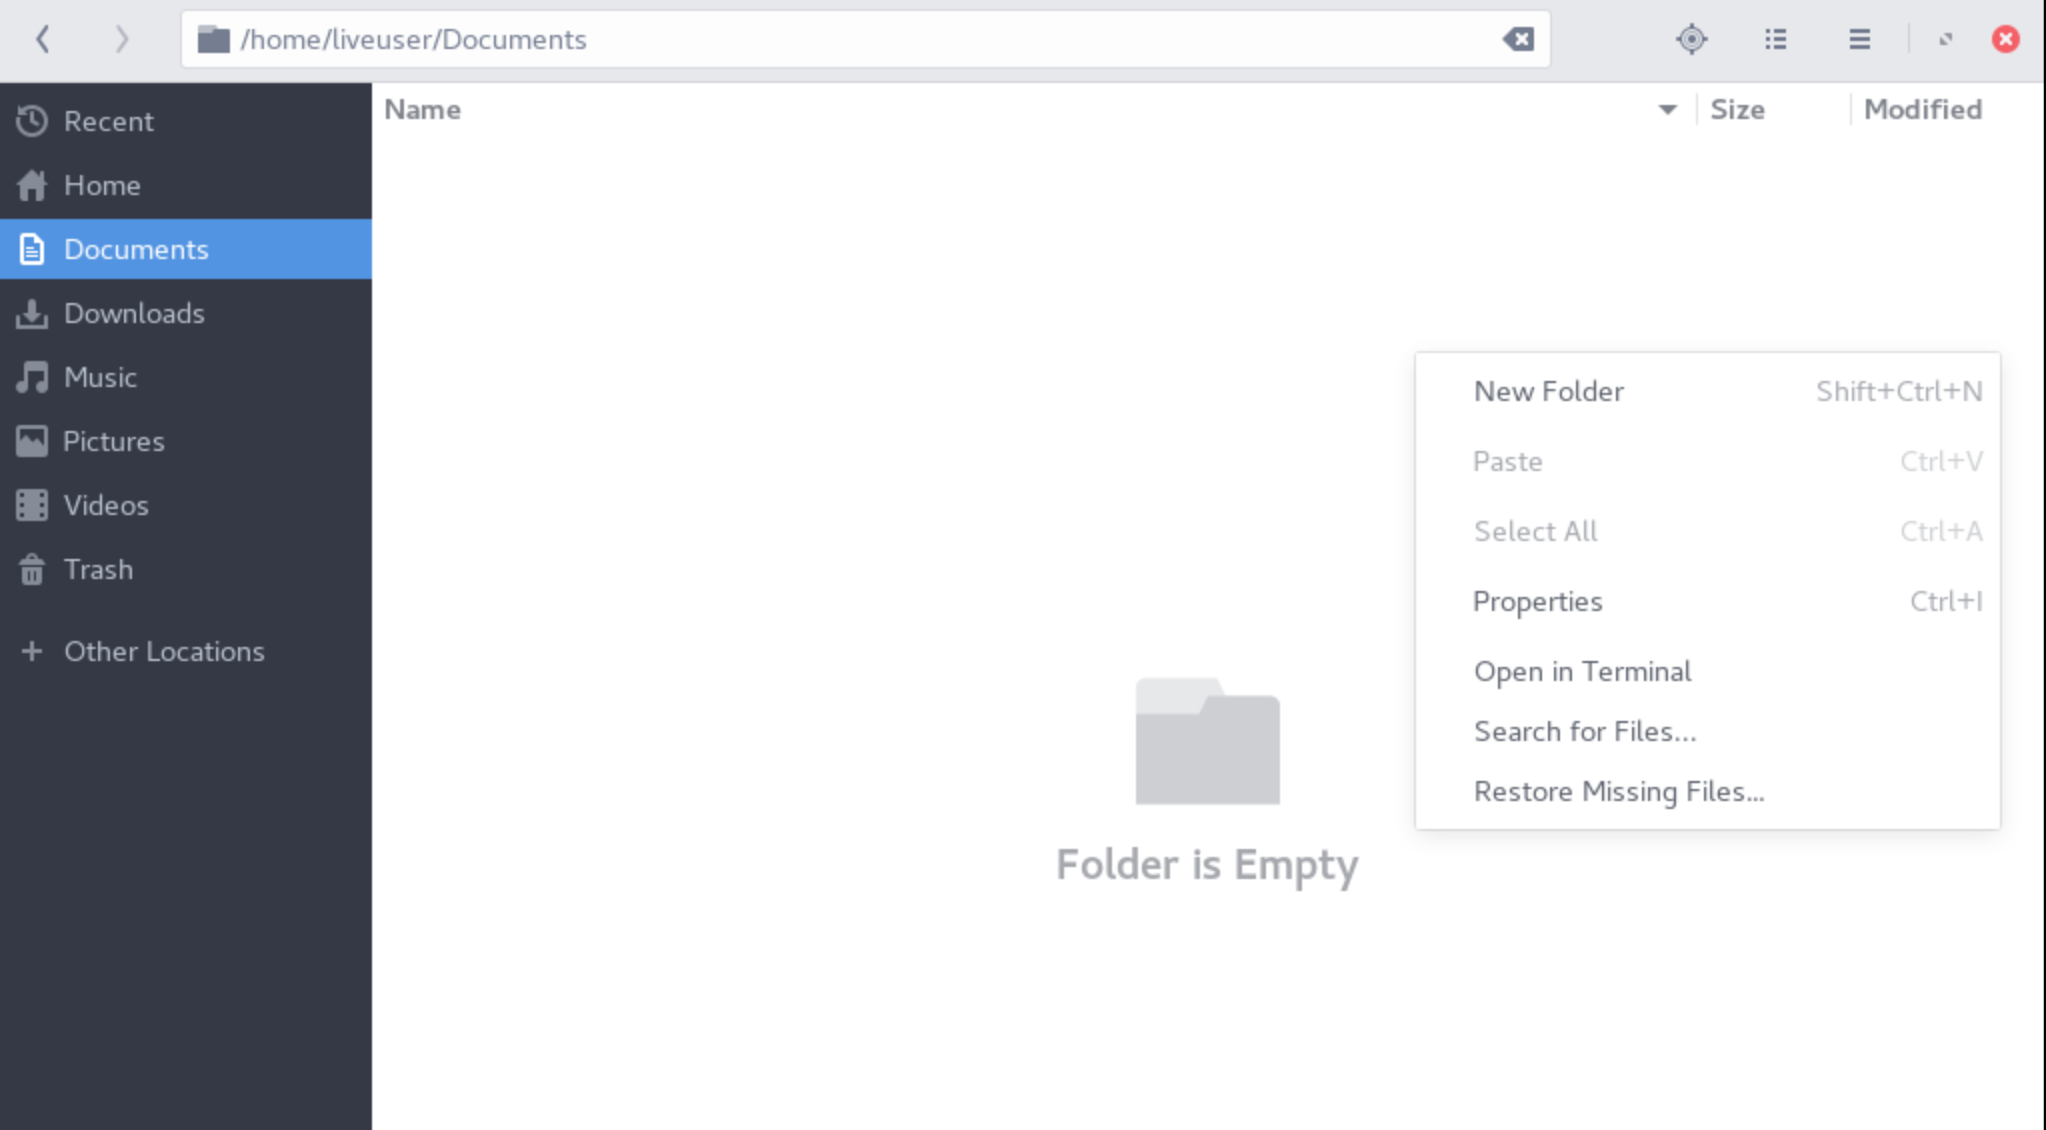 /home/liveuser/Documents
Recent
Home
Documents
Downloads
Music
Pictures
Videos
Trash
Other Locations
Name Size Modified
New Folder Shift+Ctrl+N
Paste Ctrl+V
Select All Ctrl+A
Properties Ctrl+I
Open in Terminal
Search for Files...
Restore Missing Files...
Folder is Empty